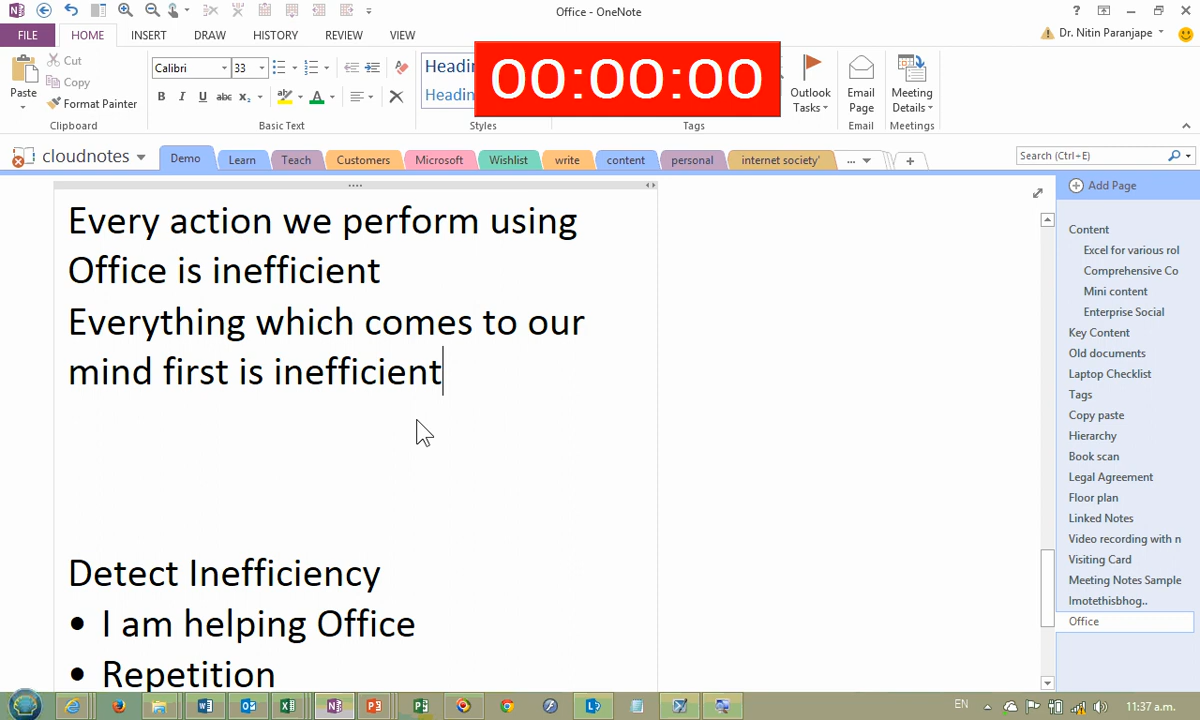 Office - OneNote
FILE HOME INSERT DRAW HISTORY REVIEW VIEW
Dr. Nitin Paranjape
Paste
Cut
Copy
Format Painter
Clipboard
Calibri 33
B I U abc
Basic Text
Headin
Headin
Styles
00:00:00
Tags
Outlook Tasks
Email Page
Email
Meeting Details
Meetings
cloudnotes Demo Learn Teach Customers Microsoft Wishlist write content personal internet society' ...
Search (Ctrl+E)
Every action we perform using
Office is inefficient
Everything which comes to our
mind first is inefficient
Detect Inefficiency
• I am helping Office
• Repetition
Add Page
Content
Excel for various rol
Comprehensive Co
Mini content
Enterprise Social
Key Content
Old documents
Laptop Checklist
Tags
Copy paste
Hierarchy
Book scan
Legal Agreement
Floor plan
Linked Notes
Video recording with n
Visiting Card
Meeting Notes Sample
Imotethisbhog..
Office
EN 11:37 a.m.